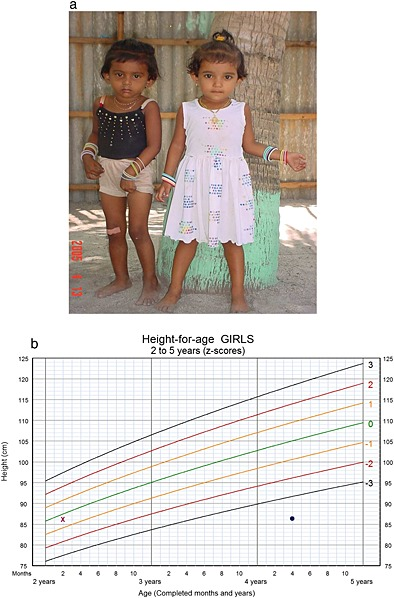 a
2005 4 13
b
Height-for-age GIRLS
2 to 5 years (z-scores)
125 125
120 120
115 115
110 110
105 105
100 100
95 95
90 90
85 85
80 80
75 75
3
2
1
0
-1
-2
-3
x
Height (cm)
Months 2 4 6 8 10 2 4 6 8 10 2 4 6 8 10
2 years 3 years 4 years 5 years
Age (Completed months and years)